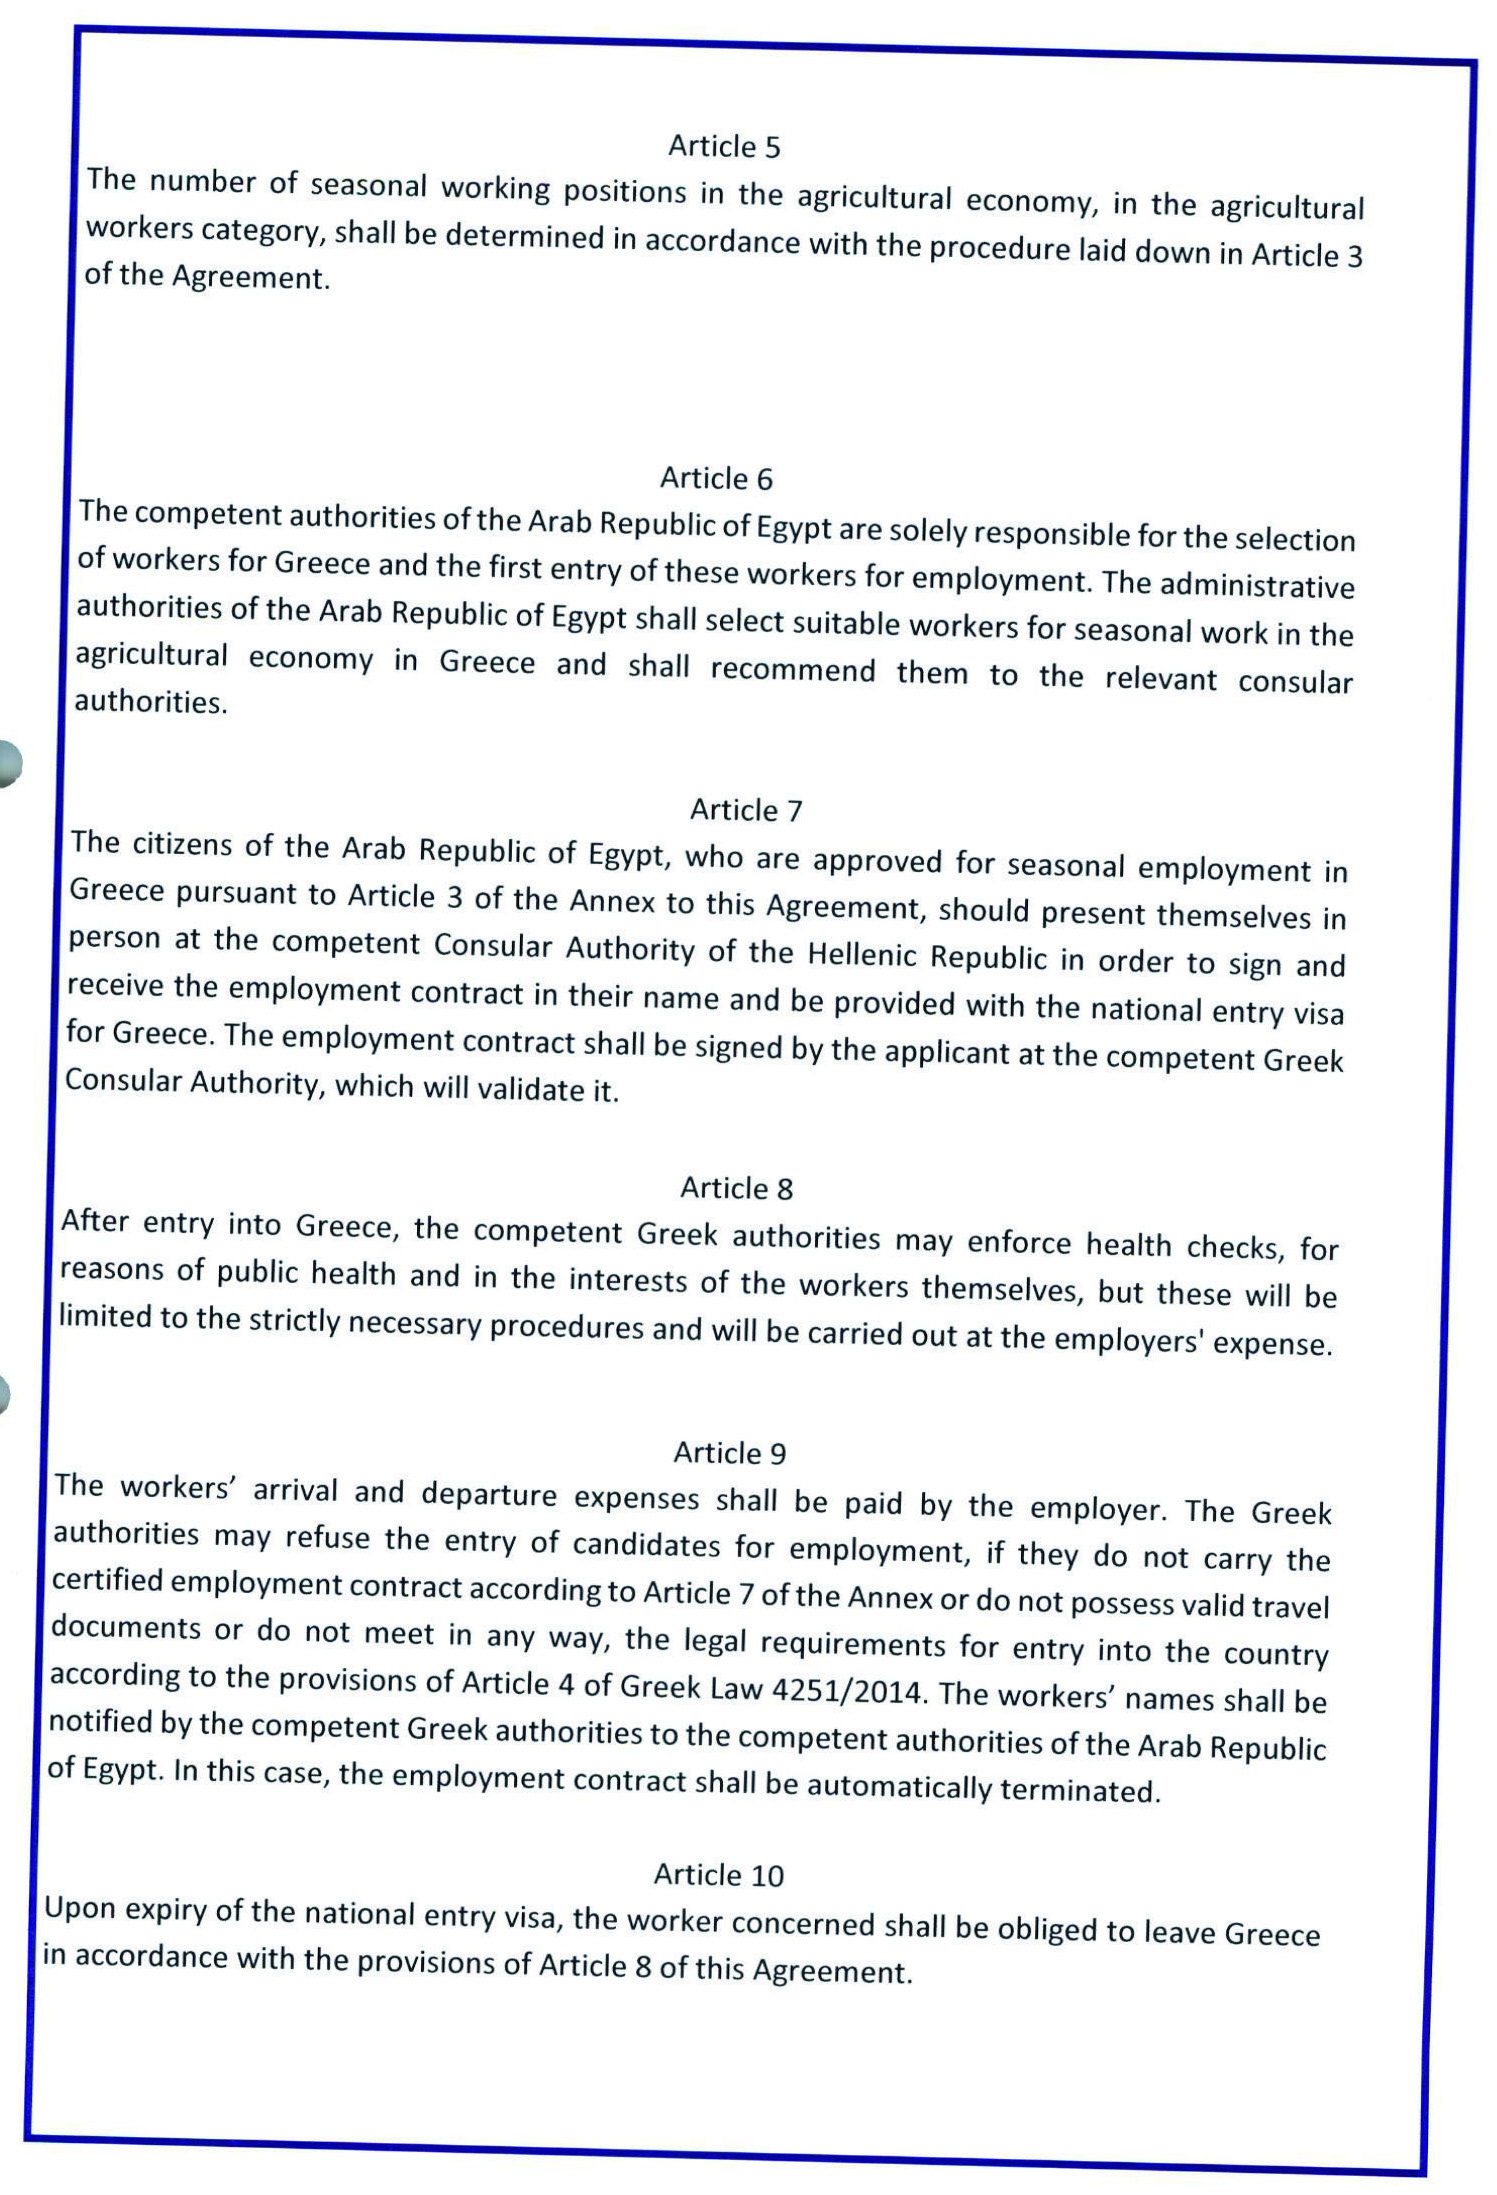 Article 5
The number of seasonal working positions in the agricultural economy, in the agricultural
workers category, shall be determined in accordance with the procedure laid down in Article 3
of the Agreement.
Article 6
The competent authorities of the Arab Republic of Egypt are solely responsible for the selection
of workers for Greece and the first entry of these workers for employment. The administrative
authorities of the Arab Republic of Egypt shall select suitable workers for seasonal work in the
agricultural economy in Greece and shall recommend them to the relevant consular
authorities.
Article 7
The citizens of the Arab Republic of Egypt, who are approved for seasonal employment in
Greece pursuant to Article 3 of the Annex to this Agreement, should present themselves in
person at the competent Consular Authority of the Hellenic Republic in order to sign and
receive the employment contract in their name and be provided with the national entry visa
for Greece. The employment contract shall be signed by the applicant at the competent Greek
Consular Authority, which will validate it.
Article 8
After entry into Greece, the competent Greek authorities may enforce health checks, for
reasons of public health and in the interests of the workers themselves, but these will be
limited to the strictly necessary procedures and will be carried out at the employers' expense.
Article 9
The workers’ arrival and departure expenses shall be paid by the employer. The Greek
authorities may refuse the entry of candidates for employment, if they do not carry the
certified employment contract according to Article 7 of the Annex or do not possess valid travel
documents or do not meet in any way, the legal requirements for entry into the country
according to the provisions of Article 4 of Greek Law 4251/2014. The workers’ names shall be
notified by the competent Greek authorities to the competent authorities of the Arab Republic
of Egypt. In this case, the employment contract shall be automatically terminated.
Article 10
Upon expiry of the national entry visa, the worker concerned shall be obliged to leave Greece
in accordance with the provisions of Article 8 of this Agreement.